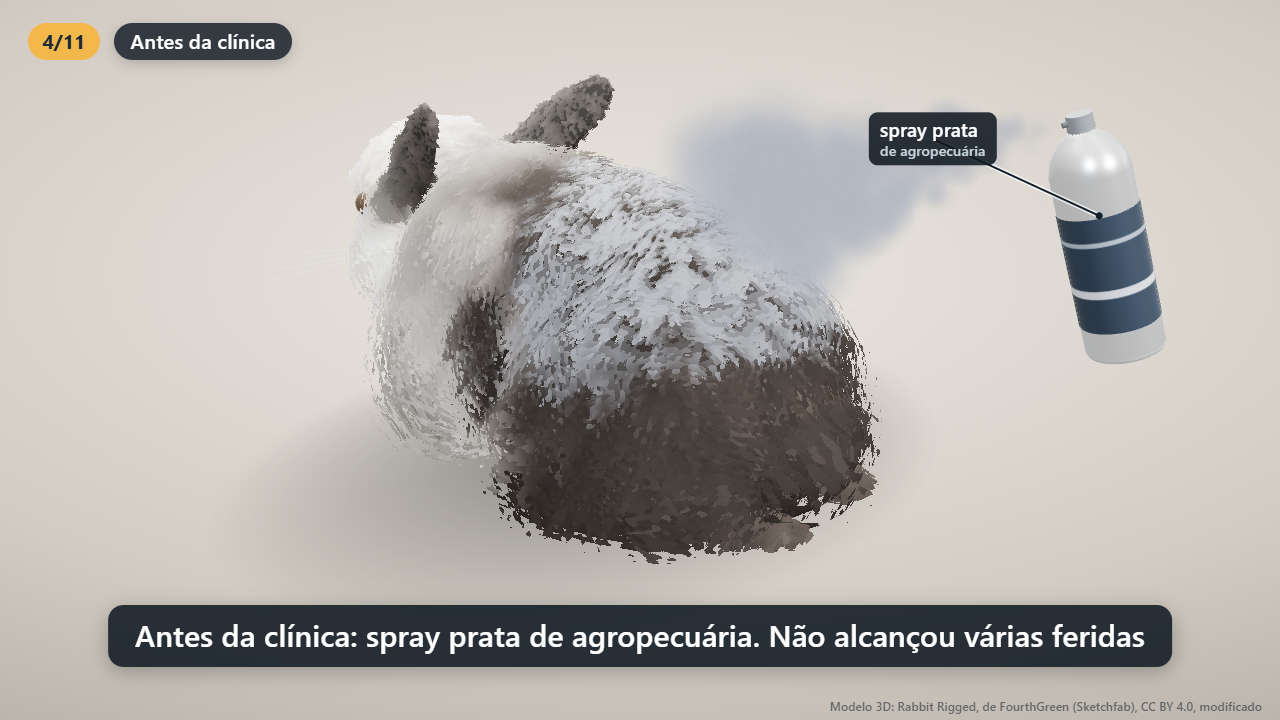 4/11
Antes da clínica
spray prata
de agropecuária
Antes da clínica: spray prata de agropecuária. Não alcançou várias feridas
Modelo 3D: Rabbit Rigged, de FourthGreen (Sketchfab), CC BY 4.0, modificado